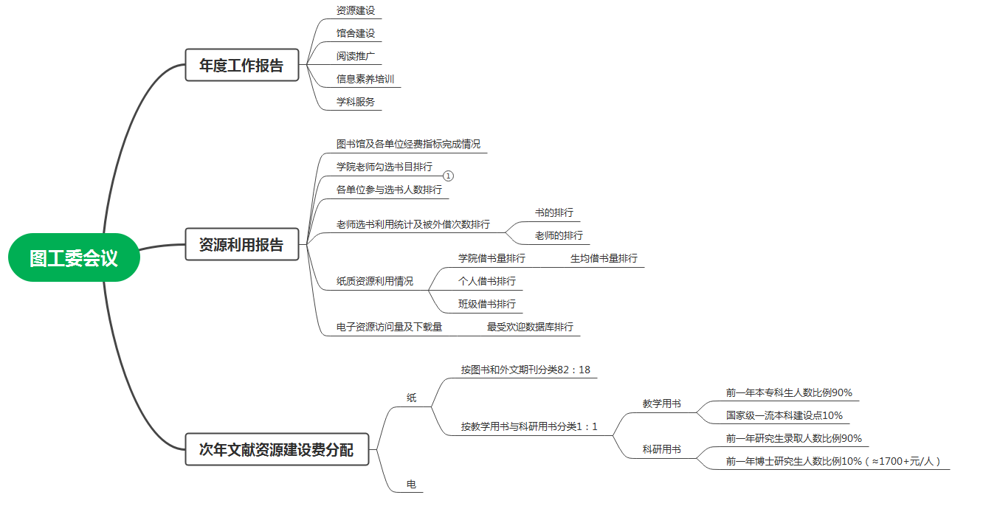 图工委会议
年度工作报告
资源建设
馆舍建设
阅读推广
信息素养培训
学科服务
资源利用报告
图书馆及各单位经费指标完成情况
学院老师勾选书目排行
1
各单位参与选书人数排行
老师选书利用统计及被外借次数排行
书的排行
老师的排行
纸质资源利用情况
学院借书量排行
生均借书量排行
个人借书排行
班级借书排行
电子资源访问量及下载量
最受欢迎数据库排行
次年文献资源建设费分配
纸
按图书和外文期刊分类82：18
按教学用书与科研用书分类1：1
教学用书
前一年本专科生人数比例90%
国家级一流本科建设点10%
科研用书
前一年研究生录取人数比例90%
前一年博士研究生人数比例10%（≈1700+元/人）
电